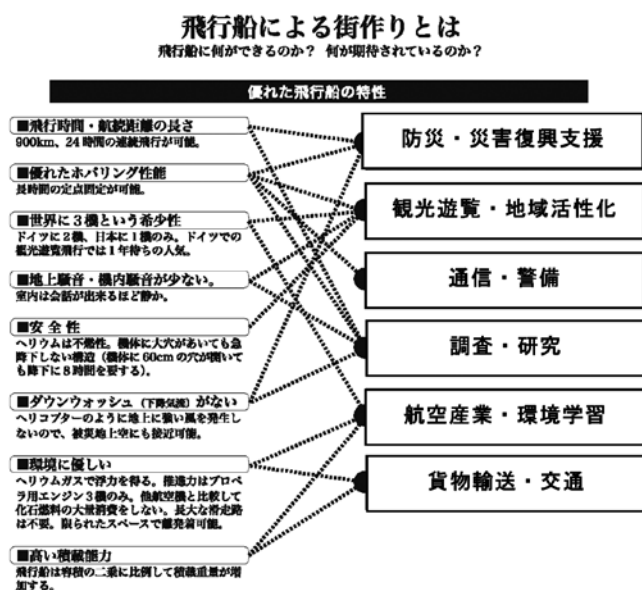 飛行船による街作りとは
飛行船に何ができるのか？ 何が期待されているのか？
優れた飛行船の特性
■飛行時間・航続距離の長さ
900km、24時間の連続飛行が可能。
■優れたホバリング性能
長時間の定点固定が可能。
■世界に３機という希少性
ドイツに２機、日本に１機のみ。ドイツでの
観光遊覧飛行では１年待ちの人気。
■地上騒音・機内騒音が少ない。
室内は会話が出来るほど静か。
■安 全 性
ヘリウムは不燃性。機体に大穴があいても急
降下しない構造（機体に60cmの穴が開いて
も降下に８時間を要する）。
■ダウンウォッシュ（下降気流）がない
ヘリコプターのように地上に強い風を発生し
ないので、被災地上空にも接近可能。
■環境に優しい
ヘリウムガスで浮力を得る。推進力はプロペ
ラ用エンジン３機のみ。他航空機と比較して
化石燃料の大量消費をしない。長大な滑走路
は不要。限られたスペースで離発着可能。
■高い積載能力
飛行船は容積の二乗に比例して積載重量が増
加する。
防災・災害復興支援
観光遊覧・地域活性化
通信・警備
調査・研究
航空産業・環境学習
貨物輸送・交通